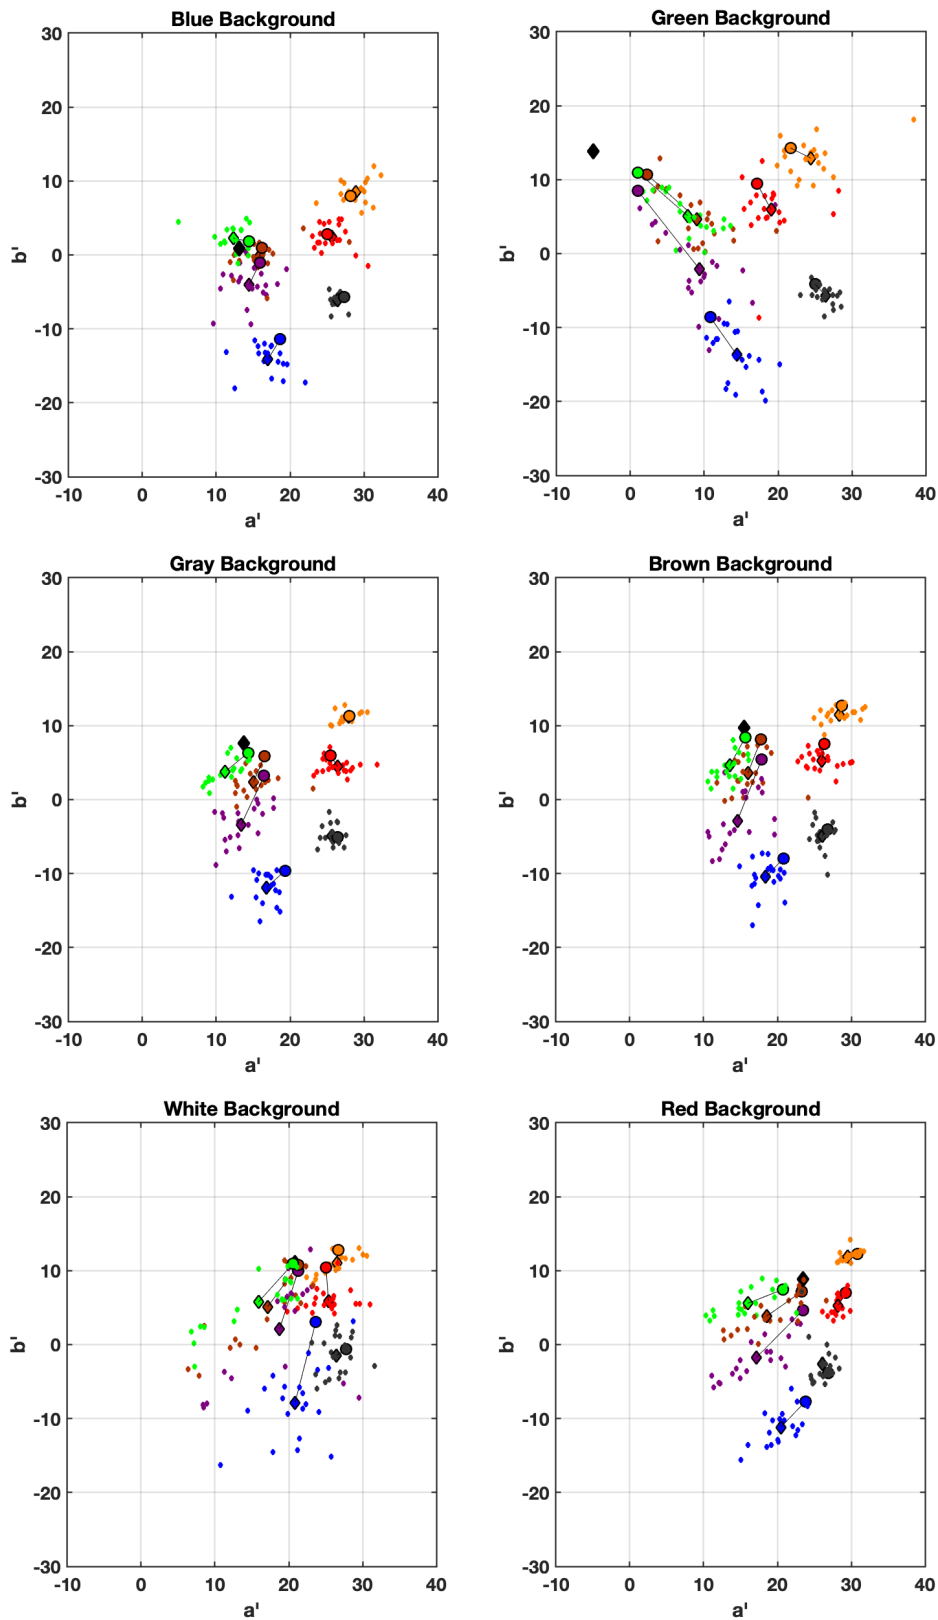 Blue Background
30
20
10
0
-10
-20
-30
-10 0 10 20 30 40
b'
a'
Green Background
30
20
10
0
-10
-20
-30
-10 0 10 20 30 40
b'
a'
Gray Background
30
20
10
0
-10
-20
-30
-10 0 10 20 30 40
b'
a'
Brown Background
30
20
10
0
-10
-20
-30
-10 0 10 20 30 40
b'
a'
White Background
30
20
10
0
-10
-20
-30
-10 0 10 20 30 40
b'
a'
Red Background
30
20
10
0
-10
-20
-30
-10 0 10 20 30 40
b'
a'